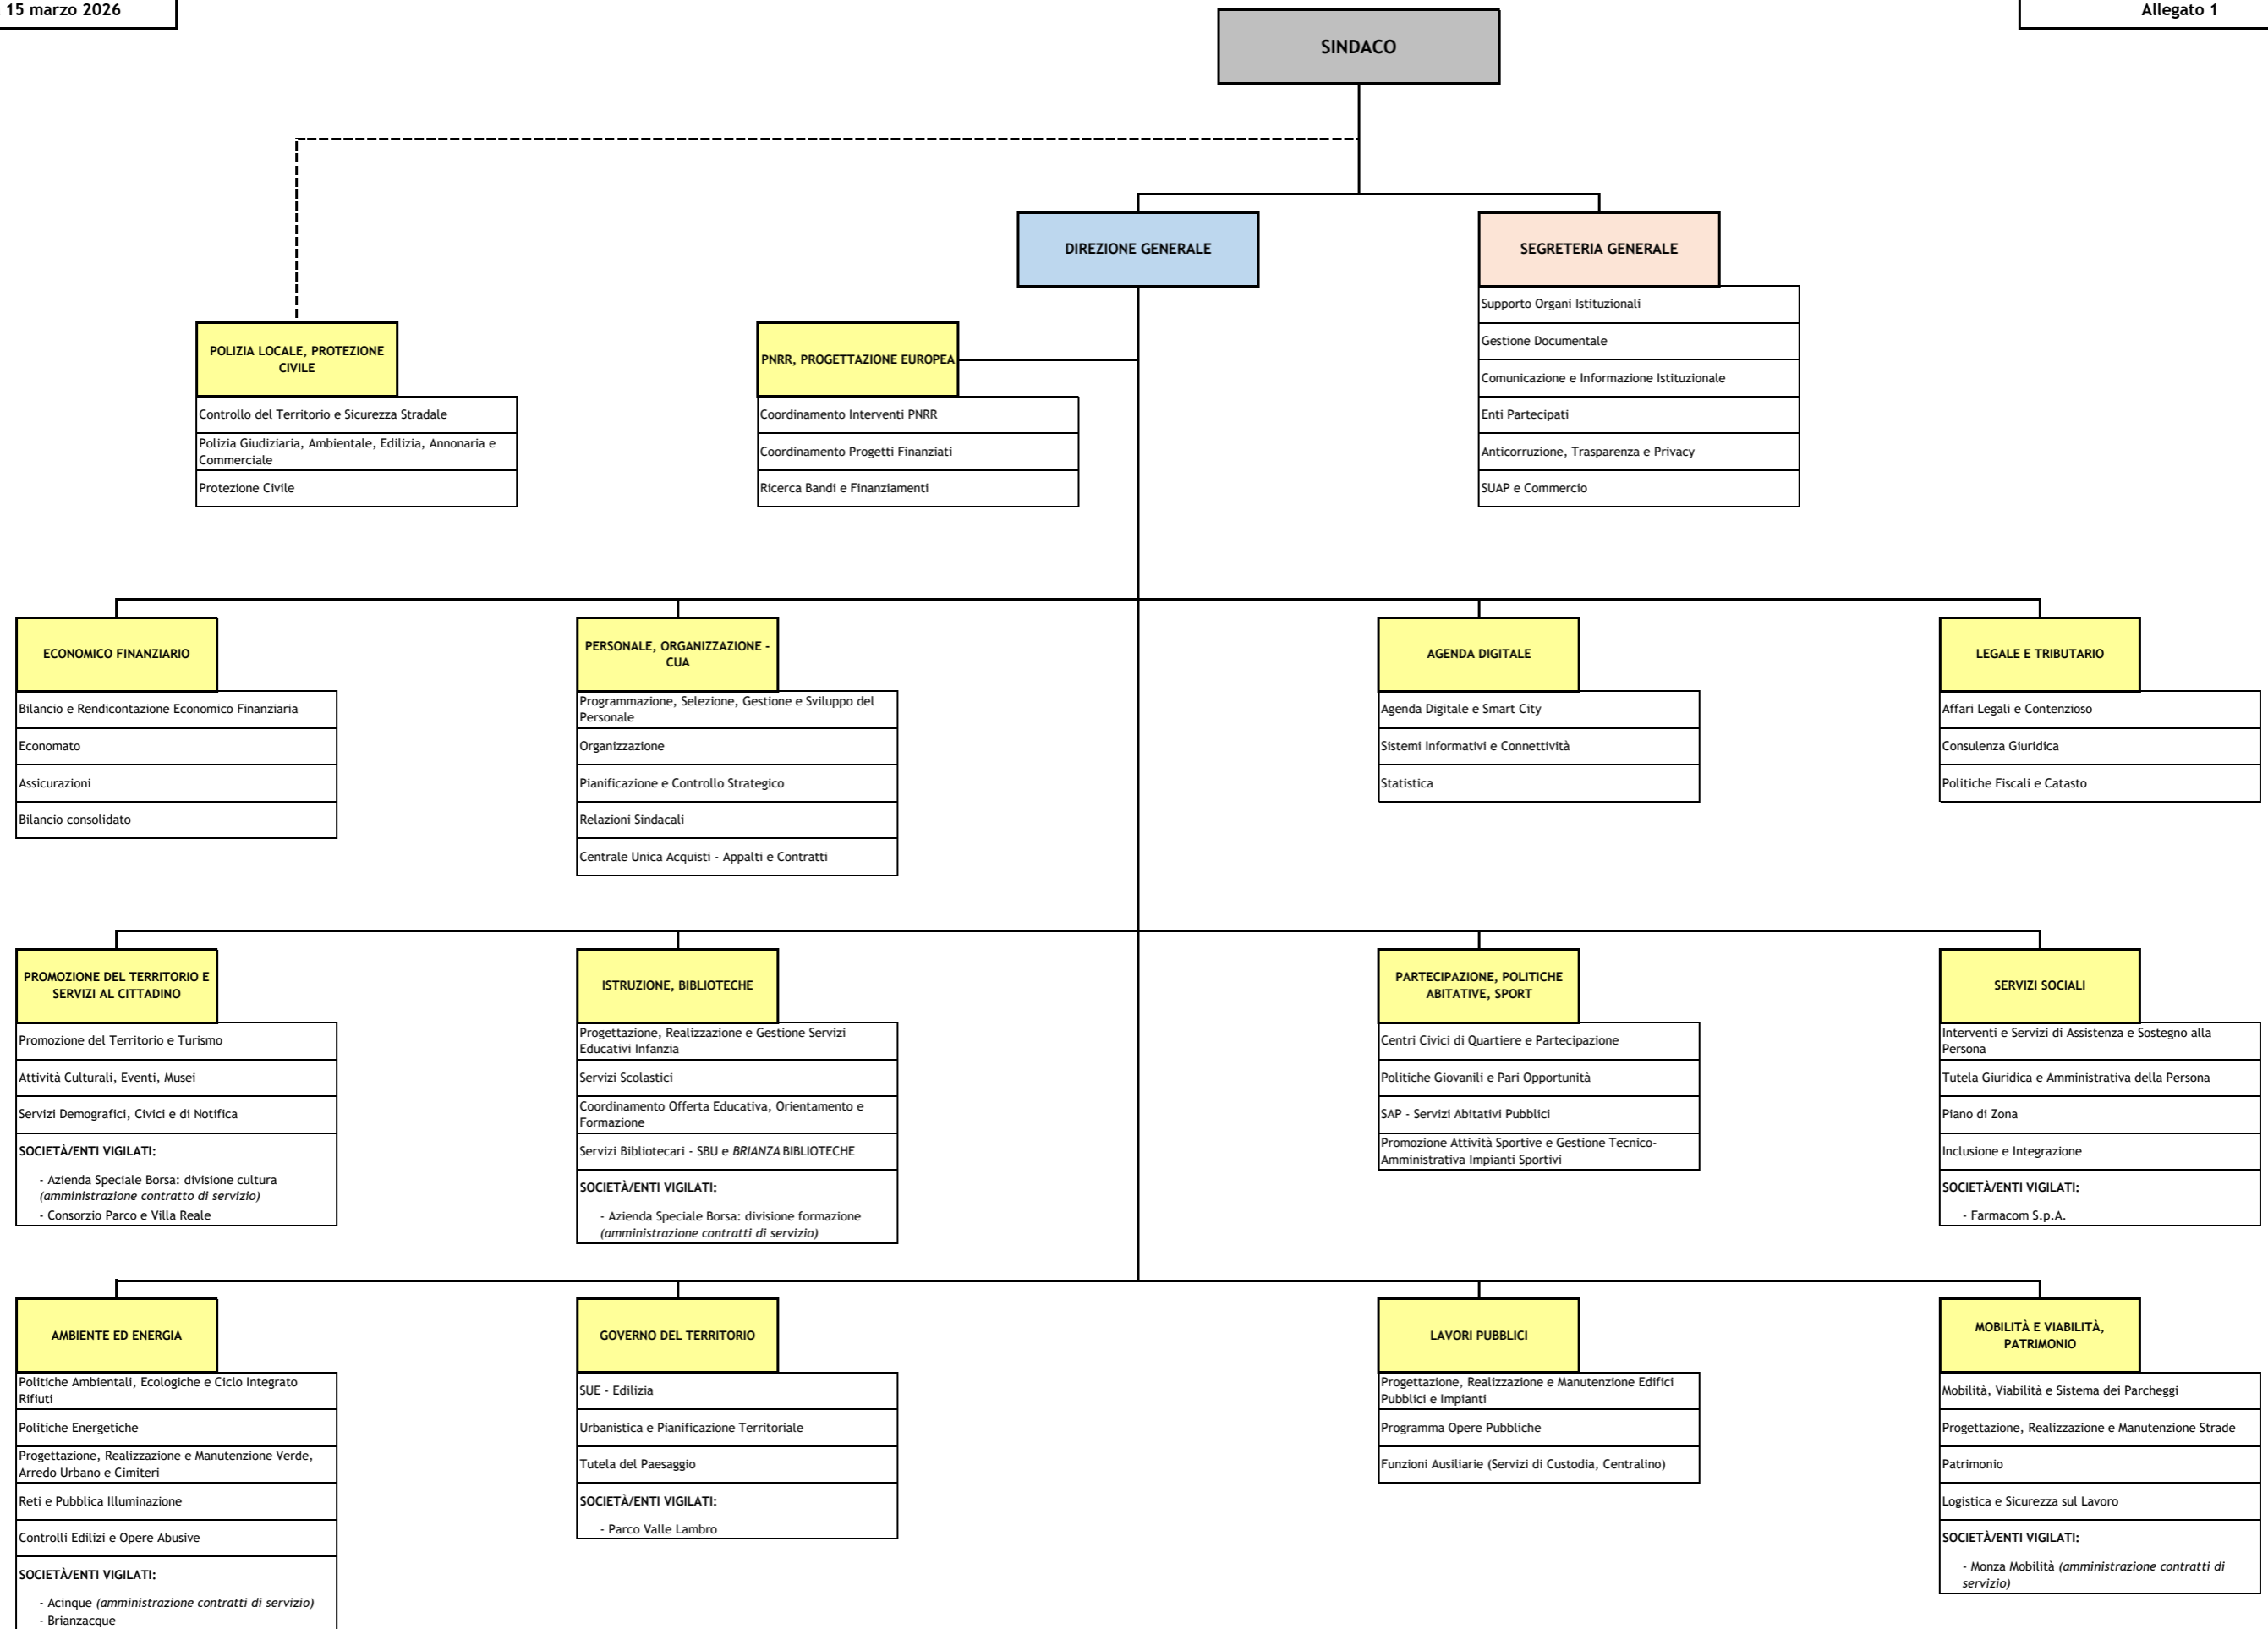 15 marzo 2026
Allegato 1
SINDACO
DIREZIONE GENERALE
SEGRETERIA GENERALE
Supporto Organi Istituzionali
Gestione Documentale
Comunicazione e Informazione Istituzionale
Enti Partecipati
Anticorruzione, Trasparenza e Privacy
SUAP e Commercio
POLIZIA LOCALE, PROTEZIONE
CIVILE
Controllo del Territorio e Sicurezza Stradale
Polizia Giudiziaria, Ambientale, Edilizia, Annonaria e
Commerciale
Protezione Civile
PNRR, PROGETTAZIONE EUROPEA
Coordinamento Interventi PNRR
Coordinamento Progetti Finanziati
Ricerca Bandi e Finanziamenti
ECONOMICO FINANZIARIO
Bilancio e Rendicontazione Economico Finanziaria
Economato
Assicurazioni
Bilancio consolidato
PERSONALE, ORGANIZZAZIONE -
CUA
Programmazione, Selezione, Gestione e Sviluppo del
Personale
Organizzazione
Pianificazione e Controllo Strategico
Relazioni Sindacali
Centrale Unica Acquisti - Appalti e Contratti
AGENDA DIGITALE
Agenda Digitale e Smart City
Sistemi Informativi e Connettività
Statistica
LEGALE E TRIBUTARIO
Affari Legali e Contenzioso
Consulenza Giuridica
Politiche Fiscali e Catasto
PROMOZIONE DEL TERRITORIO E
SERVIZI AL CITTADINO
Promozione del Territorio e Turismo
Attività Culturali, Eventi, Musei
Servizi Demografici, Civici e di Notifica
SOCIETÀ/ENTI VIGILATI:
- Azienda Speciale Borsa: divisione cultura
(amministrazione contratto di servizio)
- Consorzio Parco e Villa Reale
ISTRUZIONE, BIBLIOTECHE
Progettazione, Realizzazione e Gestione Servizi
Educativi Infanzia
Servizi Scolastici
Coordinamento Offerta Educativa, Orientamento e
Formazione
Servizi Bibliotecari - SBU e BRIANZA BIBLIOTECHE
SOCIETÀ/ENTI VIGILATI:
- Azienda Speciale Borsa: divisione formazione
(amministrazione contratti di servizio)
PARTECIPAZIONE, POLITICHE
ABITATIVE, SPORT
Centri Civici di Quartiere e Partecipazione
Politiche Giovanili e Pari Opportunità
SAP - Servizi Abitativi Pubblici
Promozione Attività Sportive e Gestione Tecnico-
Amministrativa Impianti Sportivi
SERVIZI SOCIALI
Interventi e Servizi di Assistenza e Sostegno alla
Persona
Tutela Giuridica e Amministrativa della Persona
Piano di Zona
Inclusione e Integrazione
SOCIETÀ/ENTI VIGILATI:
- Farmacom S.p.A.
AMBIENTE ED ENERGIA
Politiche Ambientali, Ecologiche e Ciclo Integrato
Rifiuti
Politiche Energetiche
Progettazione, Realizzazione e Manutenzione Verde,
Arredo Urbano e Cimiteri
Reti e Pubblica Illuminazione
Controlli Edilizi e Opere Abusive
SOCIETÀ/ENTI VIGILATI:
- Acinque (amministrazione contratti di servizio)
- Brianzacque
GOVERNO DEL TERRITORIO
SUE - Edilizia
Urbanistica e Pianificazione Territoriale
Tutela del Paesaggio
SOCIETÀ/ENTI VIGILATI:
- Parco Valle Lambro
LAVORI PUBBLICI
Progettazione, Realizzazione e Manutenzione Edifici
Pubblici e Impianti
Programma Opere Pubbliche
Funzioni Ausiliarie (Servizi di Custodia, Centralino)
MOBILITÀ E VIABILITÀ,
PATRIMONIO
Mobilità, Viabilità e Sistema dei Parcheggi
Progettazione, Realizzazione e Manutenzione Strade
Patrimonio
Logistica e Sicurezza sul Lavoro
SOCIETÀ/ENTI VIGILATI:
- Monza Mobilità (amministrazione contratti di
servizio)